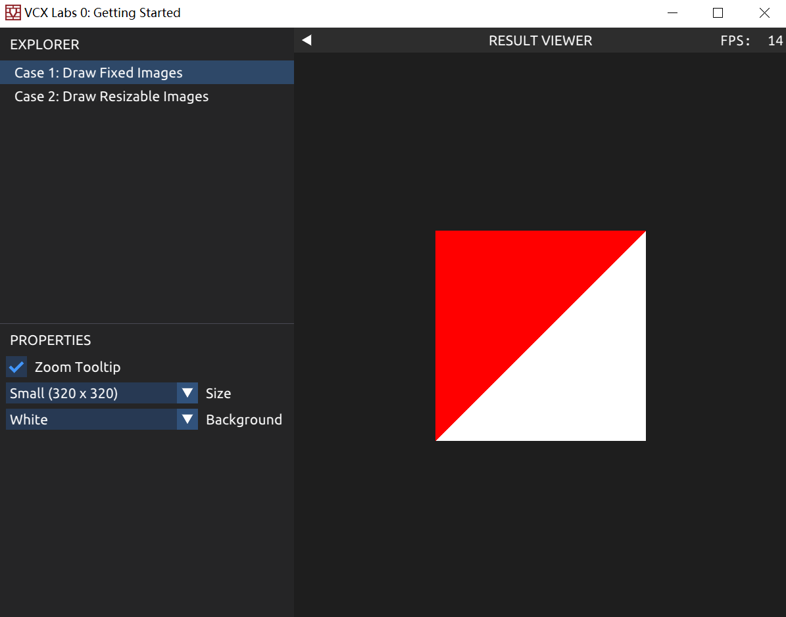 VCX Labs 0: Getting Started
EXPLORER
Case 1: Draw Fixed Images
Case 2: Draw Resizable Images
RESULT VIEWER
FPS: 14
PROPERTIES
Zoom Tooltip
Small (320 x 320) Size
White Background